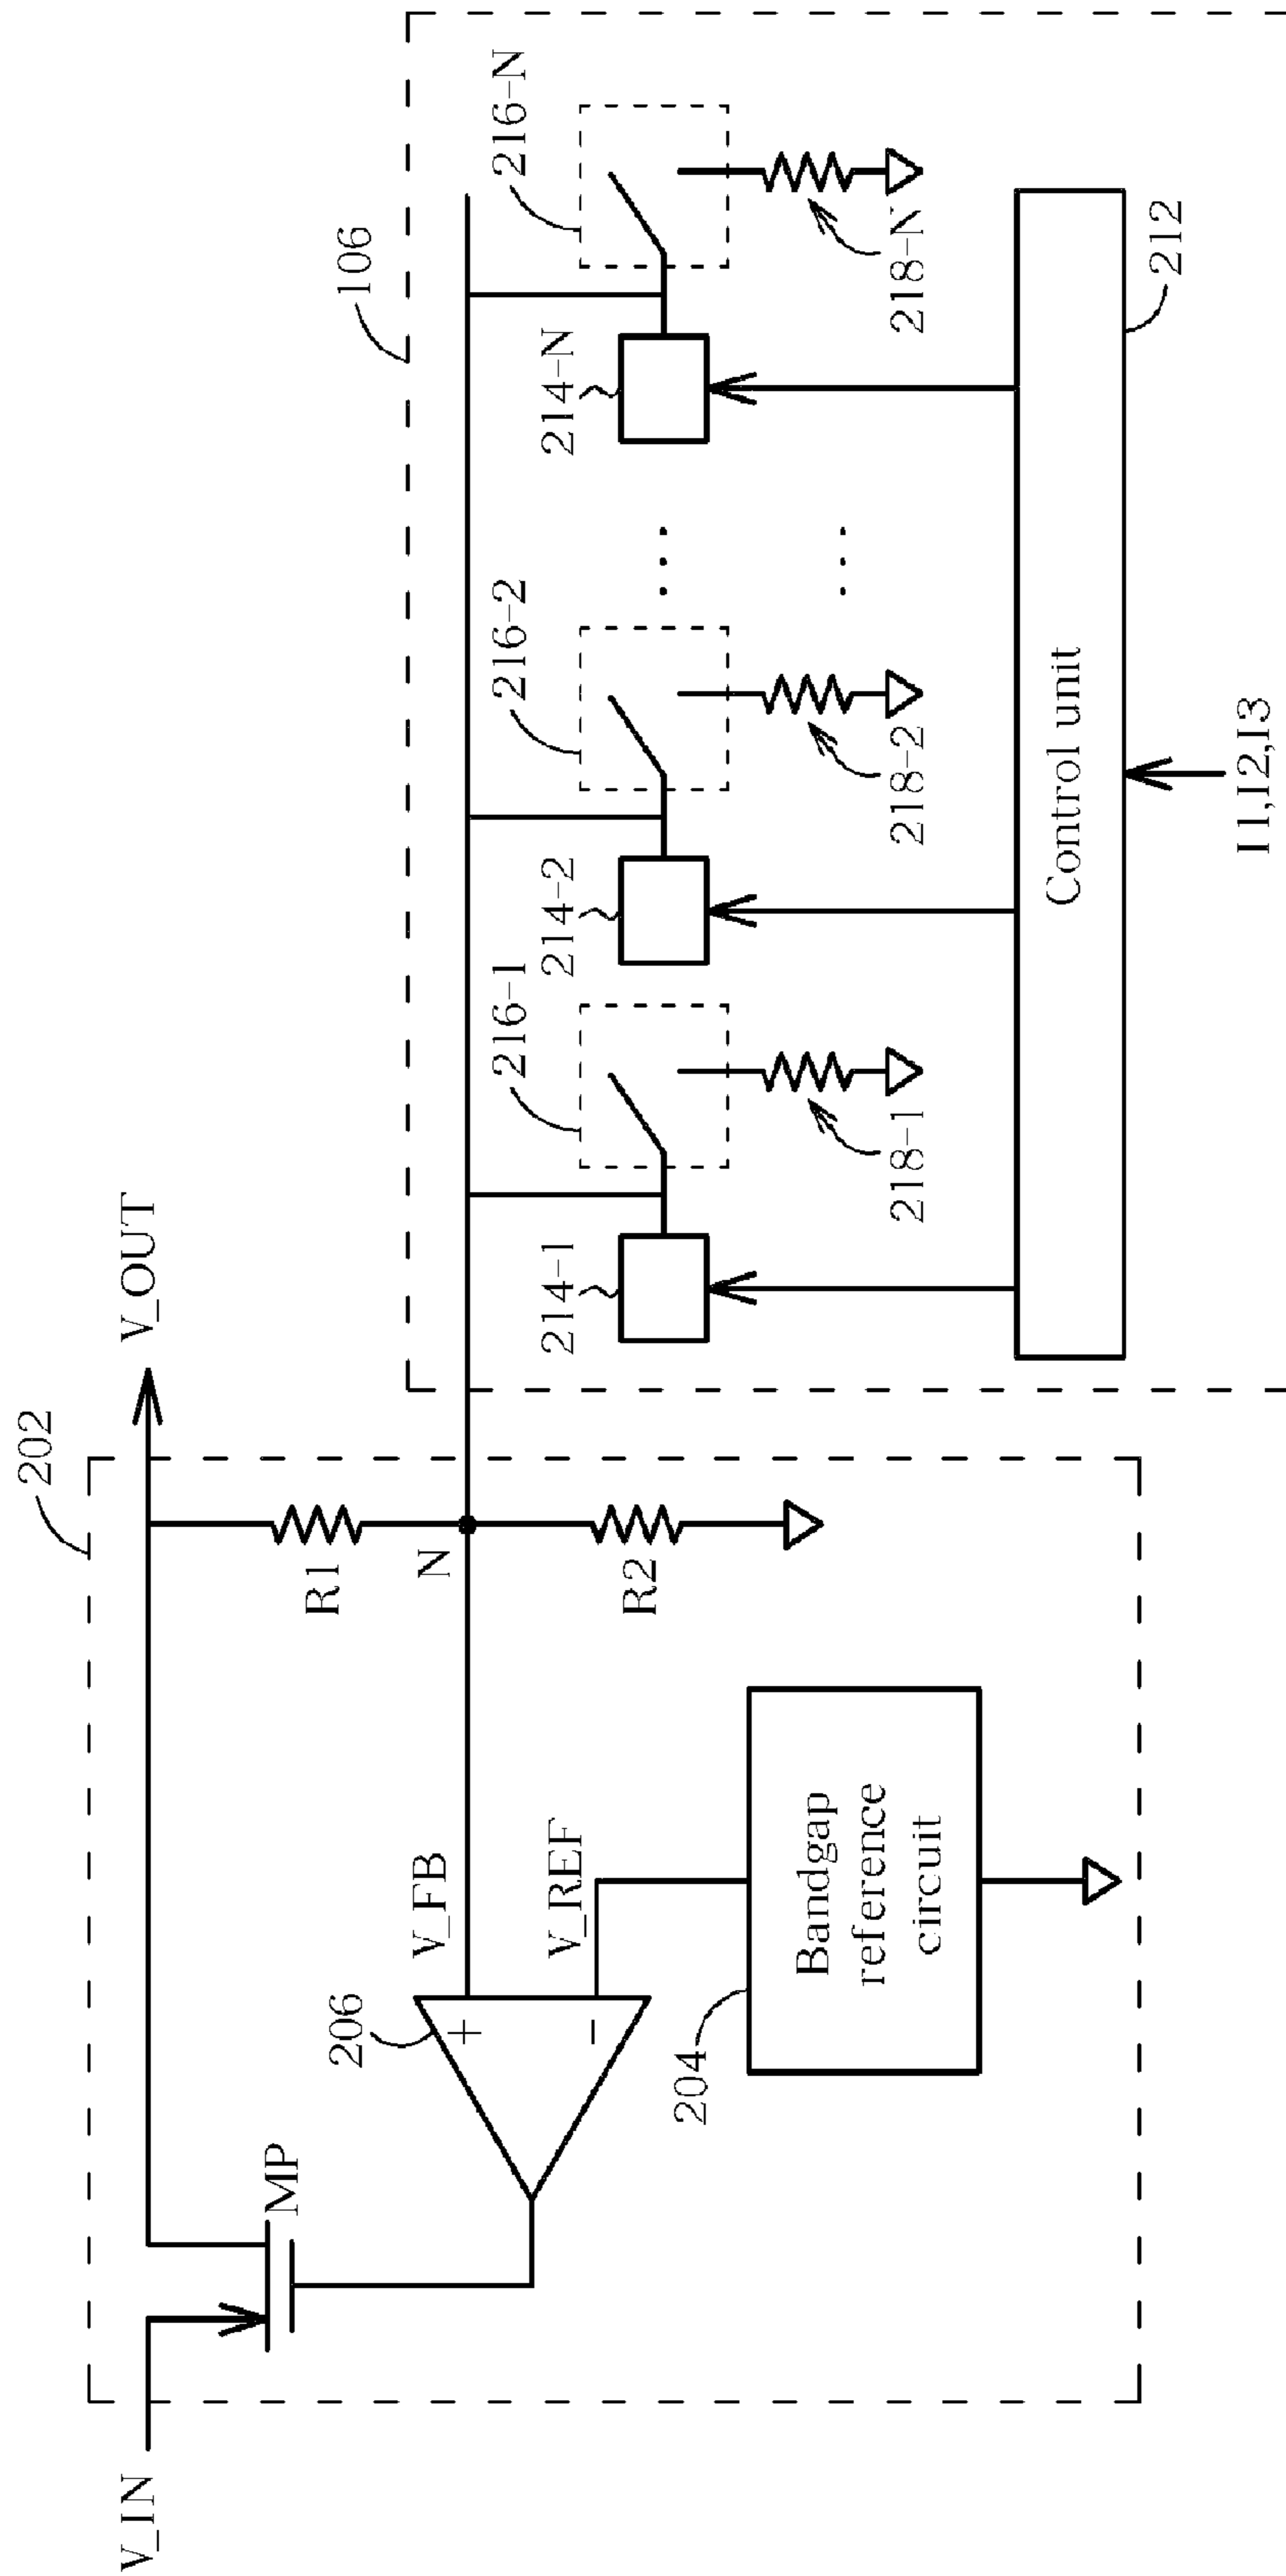 202
V_IN
V_OUT
MP
R1
N
R2
206
V_FB
+
V_REF
-
204
Bandgap
reference
circuit
106
216-1
216-2
216-N
214-1
214-2
214-N
...
218-1
218-2
218-N
...
Control unit
212
I1,I2,I3